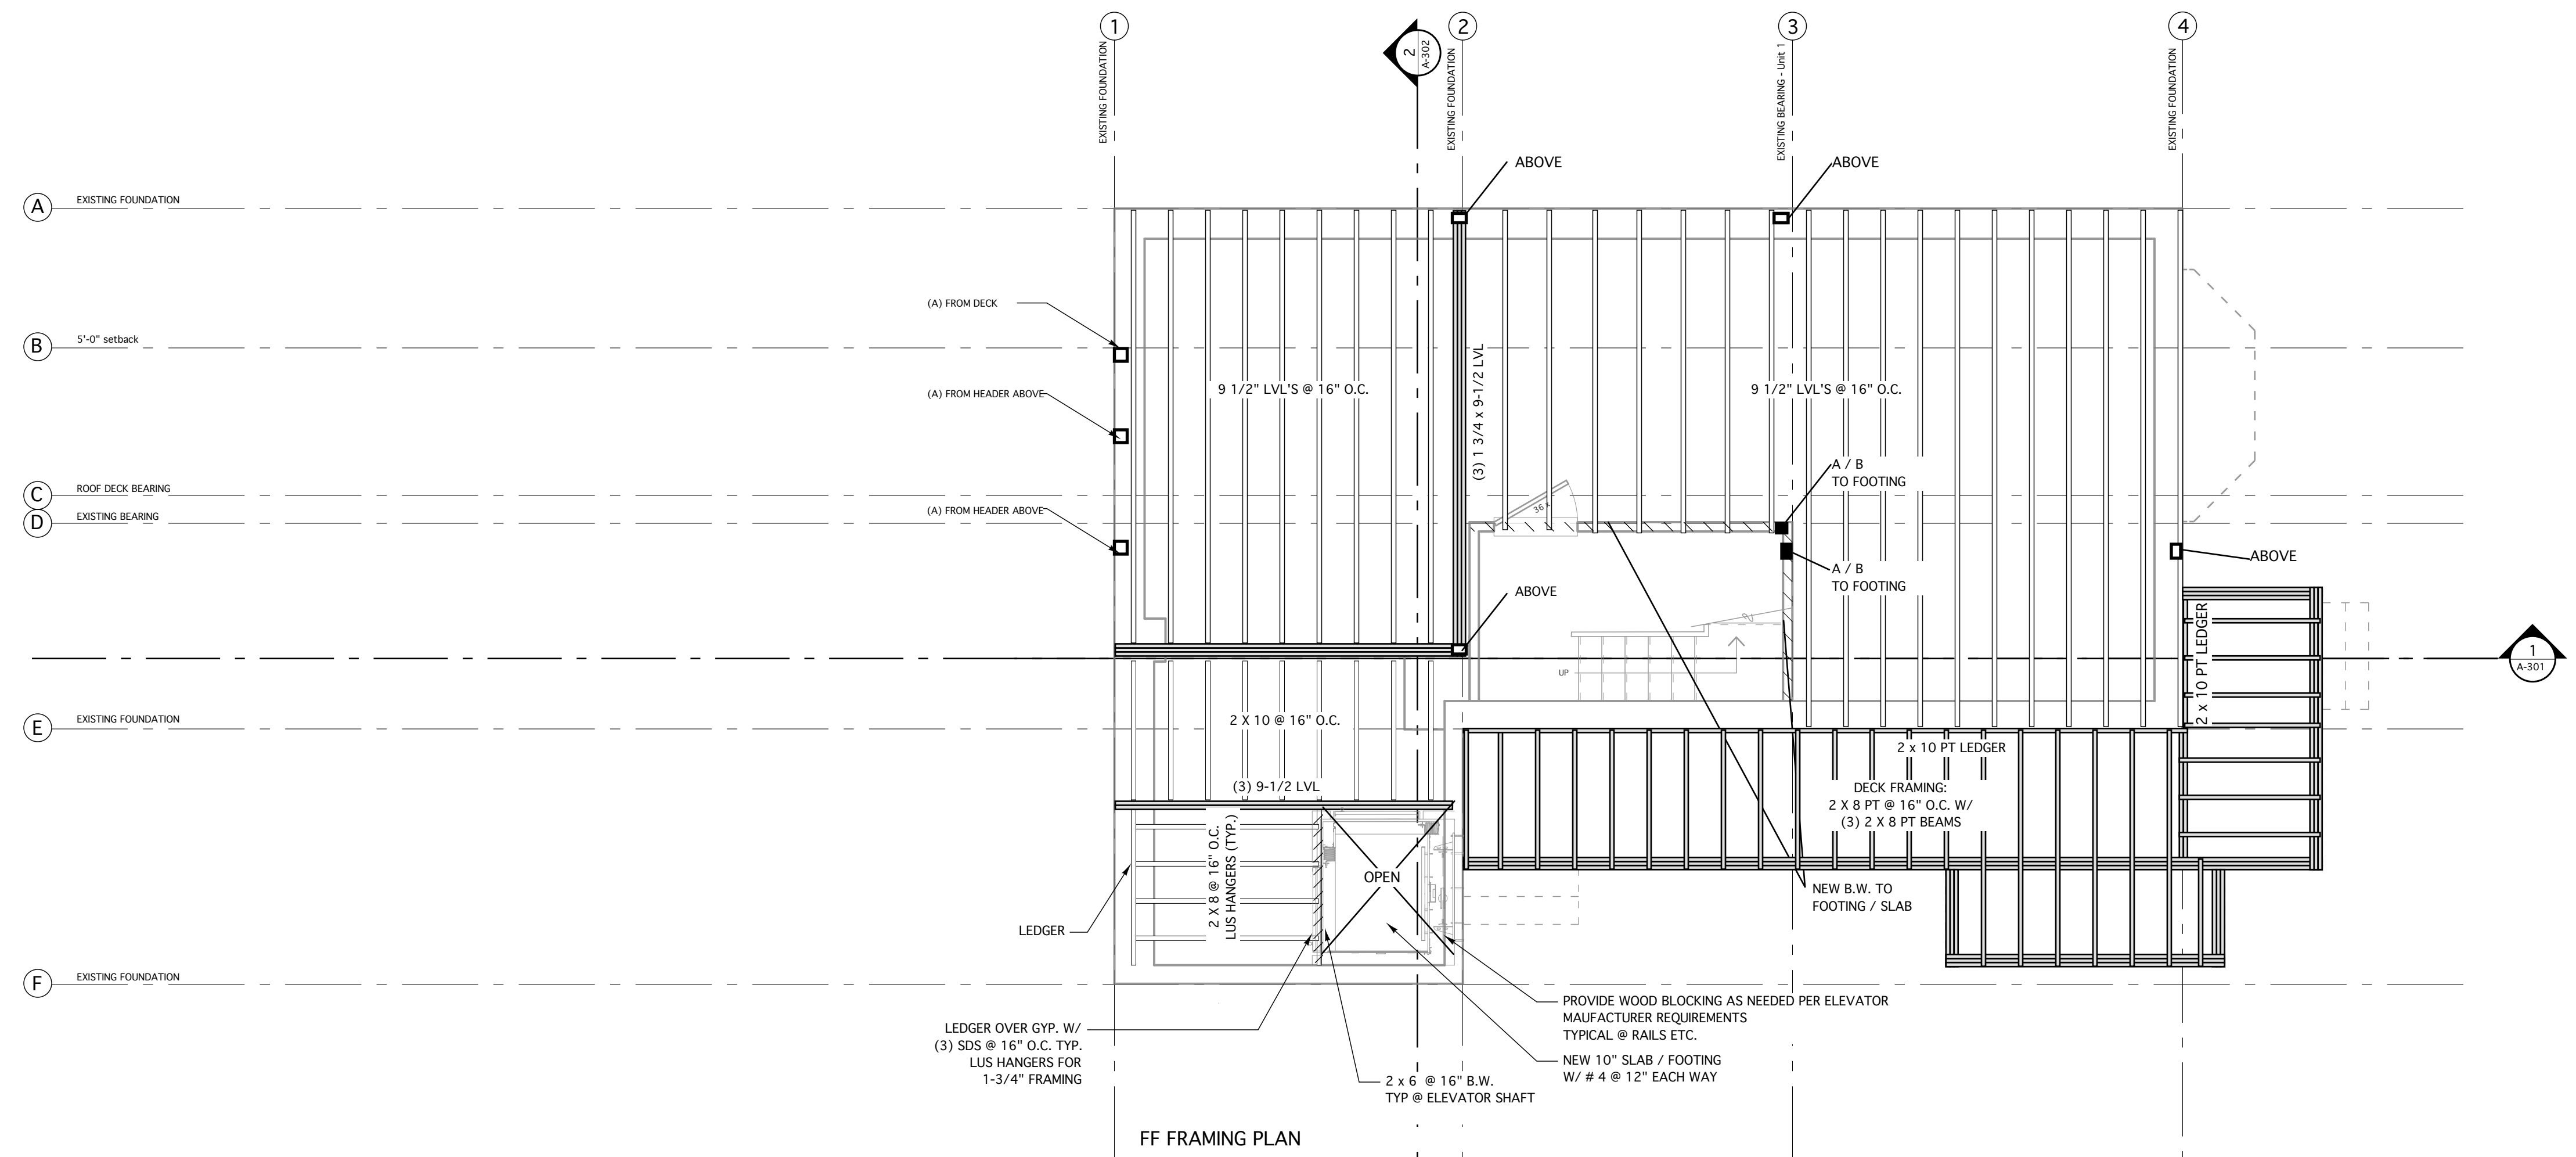 1
2
3
4
EXISTING FOUNDATION
2
A-302
EXISTING FOUNDATION
EXISTING BEARING - Unit 1
EXISTING FOUNDATION
ABOVE
ABOVE
A
EXISTING FOUNDATION
(A) FROM DECK
B
5'-0" setback
9 1/2" LVL'S @ 16" O.C.
(3) 1 3/4 x 9-1/2 LVL
9 1/2" LVL'S @ 16" O.C.
(A) FROM HEADER ABOVE
A / B
TO FOOTING
C
ROOF DECK BEARING
D
EXISTING BEARING
(A) FROM HEADER ABOVE
36 x
ABOVE
A / B
TO FOOTING
ABOVE
2 x 10 PT LEDGER
1
A-301
UP
E
EXISTING FOUNDATION
2 X 10 @ 16" O.C.
2 x 10 PT LEDGER
(3) 9-1/2 LVL
DECK FRAMING:
2 X 8 PT @ 16" O.C. W/
(3) 2 X 8 PT BEAMS
2 X 8 @ 16" O.C.
LUS HANGERS (TYP.)
OPEN
NEW B.W. TO
FOOTING / SLAB
LEDGER
F
EXISTING FOUNDATION
PROVIDE WOOD BLOCKING AS NEEDED PER ELEVATOR
MAUFACTURER REQUIREMENTS
TYPICAL @ RAILS ETC.
LEDGER OVER GYP. W/
(3) SDS @ 16" O.C. TYP.
LUS HANGERS FOR
1-3/4" FRAMING
NEW 10" SLAB / FOOTING
W/ # 4 @ 12" EACH WAY
2 x 6 @ 16" B.W.
TYP @ ELEVATOR SHAFT
FF FRAMING PLAN